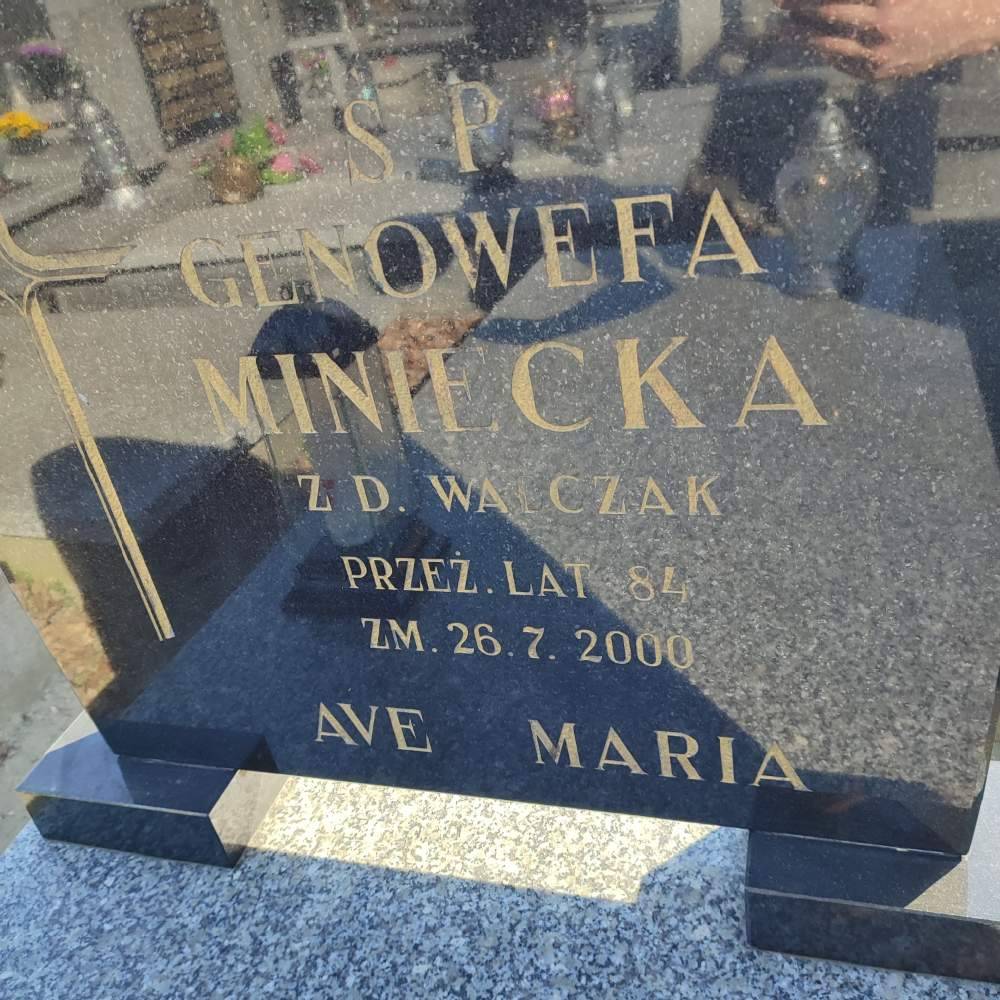 S. P
GENOWEFA
MINIECKA
Z D. WALCZAK
PRZEŻ. LAT 84
ZM. 26.7.2000
AVE MARIA